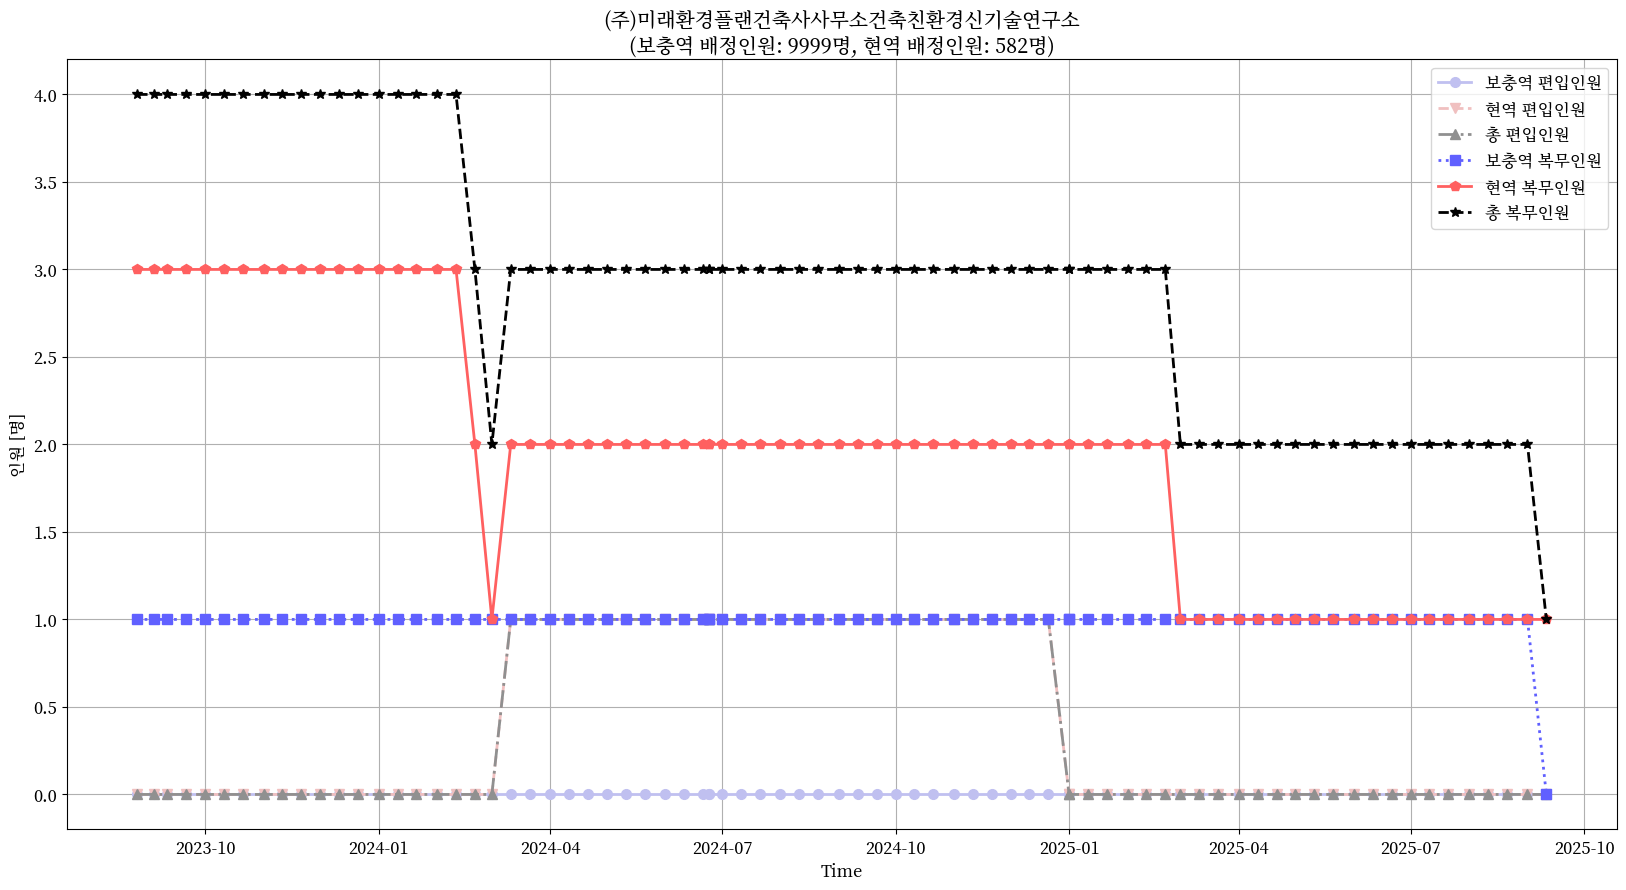 (주)미래환경플랜건축사사무소건축친환경신기술연구소
(보충역 배정인원: 9999명, 현역 배정인원: 582명)
보충역 편입인원
현역 편입인원
총 편입인원
보충역 복무인원
현역 복무인원
총 복무인원
인원 [명]
4.0
3.5
3.0
2.5
2.0
1.5
1.0
0.5
0.0
2023-10
2024-01
2024-04
2024-07
2024-10
2025-01
2025-04
2025-07
2025-10
Time